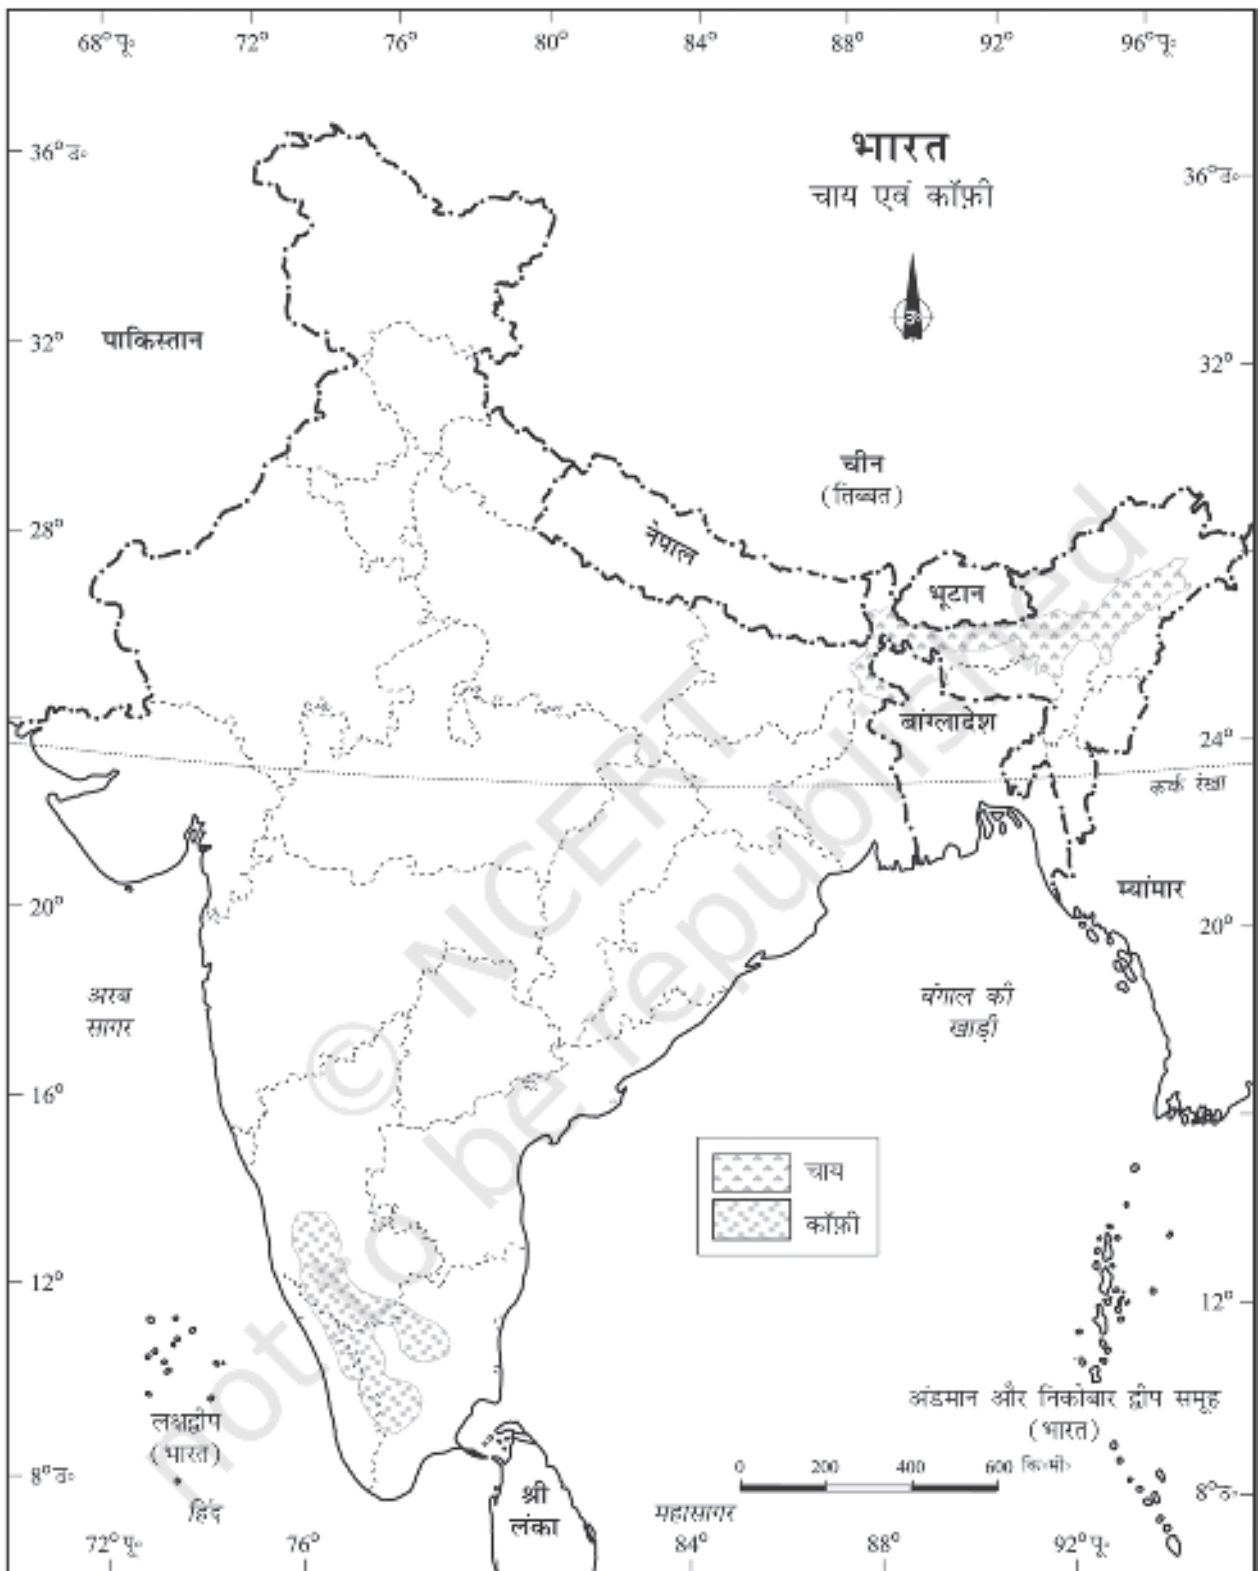 68°पू॰ 72° 76° 80° 84° 88° 92° 96°पू॰
भारत
चाय एवं कॉफ़ी
36°उ॰
36°उ॰
उ॰
पाकिस्तान
32°
32°
चीन
(तिब्बत)
28°
नेपाल
भूटान
बांग्लादेश
24°
कर्क रेखा
म्यांमार
20°
20°
अरब
सागर
बंगाल की
खाड़ी
16°
चाय
कॉफ़ी
12°
12°
लक्षद्वीप
(भारत)
अंडमान और निकोबार द्वीप समूह
(भारत)
0 200 400 600 कि॰मी॰
8°उ॰
8°उ॰
श्री
लंका
हिंद
महासागर
72°पू॰ 76° 84° 88° 92°पू॰
© NCERT
not to be republished